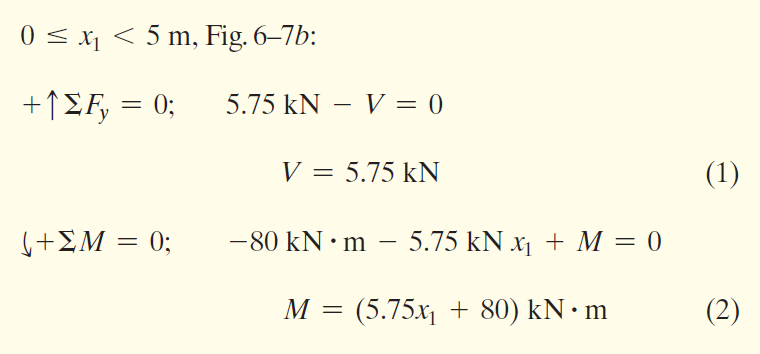 0 ≤ x₁ < 5 m, Fig. 6–7b:
+↑ΣF_y = 0; 5.75 kN − V = 0
V = 5.75 kN (1)
⤹+ΣM = 0; −80 kN·m − 5.75 kN x₁ + M = 0
M = (5.75x₁ + 80) kN·m (2)